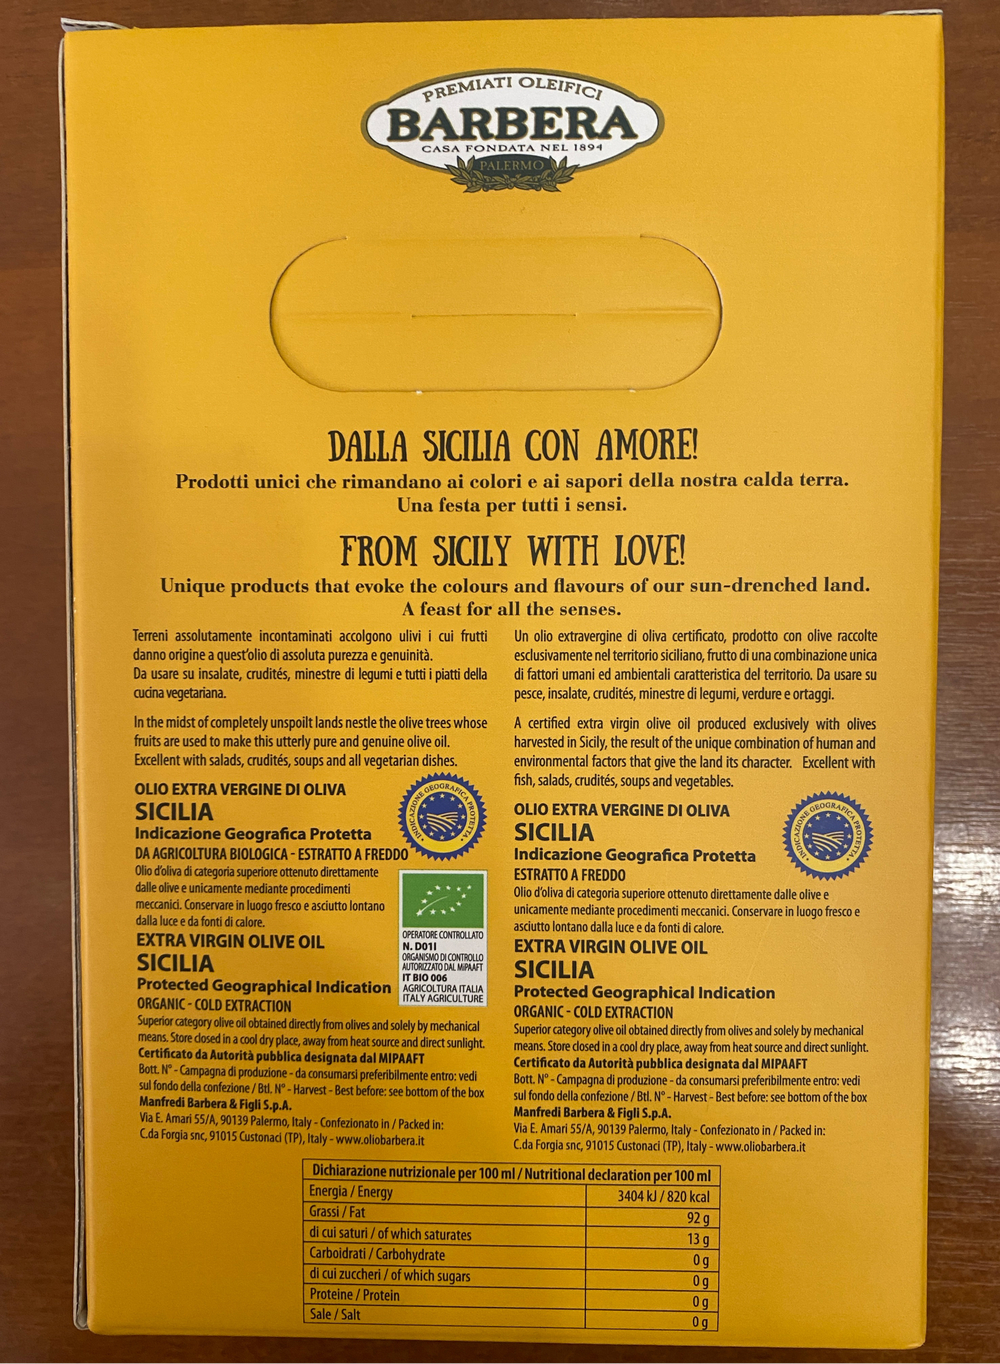 PREMIATI OLEIFICI
BARBERA
CASA FONDATA NEL 1894
PALERMO
DALLA SICILIA CON AMORE!
Prodotti unici che rimandano ai colori e ai sapori della nostra calda terra.
Una festa per tutti i sensi.
FROM SICILY WITH LOVE!
Unique products that evoke the colours and flavours of our sun-drenched land.
A feast for all the senses.
Terreni assolutamente incontaminati accolgono ulivi i cui frutti
danno origine a quest'olio di assoluta purezza e genuinità.
Da usare su insalate, crudités, minestre di legumi e tutti i piatti della
cucina vegetariana.
In the midst of completely unspoilt lands nestle the olive trees whose
fruits are used to make this utterly pure and genuine olive oil.
Excellent with salads, crudités, soups and all vegetarian dishes.
OLIO EXTRA VERGINE DI OLIVA
SICILIA
Indicazione Geografica Protetta
DA AGRICOLTURA BIOLOGICA - ESTRATTO A FREDDO
Olio d'oliva di categoria superiore ottenuto direttamente
dalle olive e unicamente mediante procedimenti
meccanici. Conservare in luogo fresco e asciutto lontano
dalla luce e da fonti di calore.
EXTRA VIRGIN OLIVE OIL
SICILIA
Protected Geographical Indication
ORGANIC - COLD EXTRACTION
Superior category olive oil obtained directly from olives and solely by mechanical
means. Store closed in a cool dry place, away from heat source and direct sunlight.
Certificato da Autorità pubblica designata dal MIPAAFT
Bott. N° - Campagna di produzione - da consumarsi preferibilmente entro: vedi
sul fondo della confezione / Btl. N° - Harvest - Best before: see bottom of the box
Manfredi Barbera & Figli S.p.A.
Via E. Amari 55/A, 90139 Palermo, Italy - Confezionato in / Packed in:
C.da Forgia snc, 91015 Custonaci (TP), Italy - www.oliobarbera.it
INDICAZIONE GEOGRAFICA PROTETTA
OPERATORE CONTROLLATO
N. D01I
ORGANISMO DI CONTROLLO
AUTORIZZATO DAL MiPAAFT
IT BIO 006
AGRICOLTURA ITALIA
ITALY AGRICULTURE
Un olio extravergine di oliva certificato, prodotto con olive raccolte
esclusivamente nel territorio siciliano, frutto di una combinazione unica
di fattori umani ed ambientali caratteristica del territorio. Da usare su
pesce, insalate, crudités, minestre di legumi, verdure e ortaggi.
A certified extra virgin olive oil produced exclusively with olives
harvested in Sicily, the result of the unique combination of human and
environmental factors that give the land its character. Excellent with
fish, salads, crudités, soups and vegetables.
OLIO EXTRA VERGINE DI OLIVA
SICILIA
Indicazione Geografica Protetta
ESTRATTO A FREDDO
Olio d'oliva di categoria superiore ottenuto direttamente dalle olive e
unicamente mediante procedimenti meccanici. Conservare in luogo fresco e
asciutto lontano dalla luce e da fonti di calore.
EXTRA VIRGIN OLIVE OIL
SICILIA
Protected Geographical Indication
ORGANIC - COLD EXTRACTION
Superior category olive oil obtained directly from olives and solely by mechanical
means. Store closed in a cool dry place, away from heat source and direct sunlight.
Certificato da Autorità pubblica designata dal MIPAAFT
Bott. N° - Campagna di produzione - da consumarsi preferibilmente entro: vedi
sul fondo della confezione / Btl. N° - Harvest - Best before: see bottom of the box
Manfredi Barbera & Figli S.p.A.
Via E. Amari 55/A, 90139 Palermo, Italy - Confezionato in / Packed in:
C.da Forgia snc, 91015 Custonaci (TP), Italy - www.oliobarbera.it
INDICAZIONE GEOGRAFICA PROTETTA
Dichiarazione nutrizionale per 100 ml / Nutritional declaration per 100 ml
Energia / Energy 3404 kJ / 820 kcal
Grassi / Fat 92 g
di cui saturi / of which saturates 13 g
Carboidrati / Carbohydrate 0 g
di cui zuccheri / of which sugars 0 g
Proteine / Protein 0 g
Sale / Salt 0 g